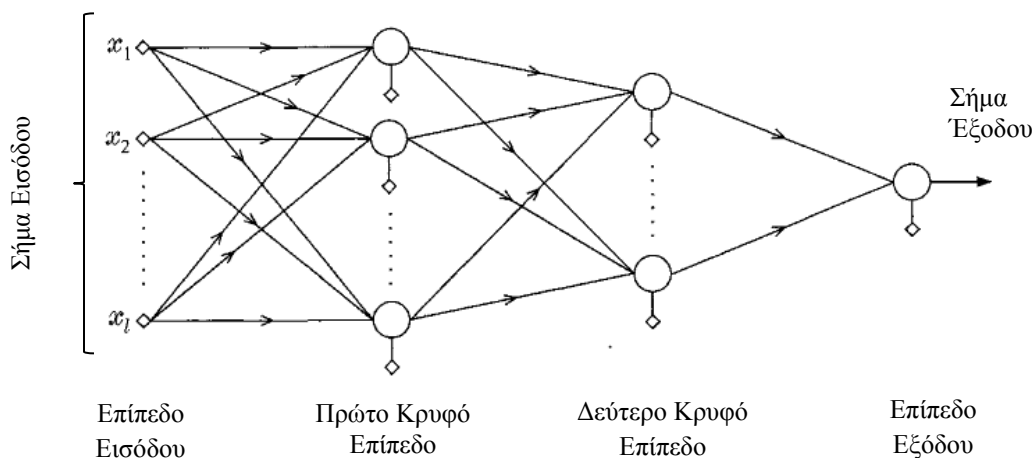 Σήμα Εισόδου
x₁
x₂
xₗ
Σήμα
Έξοδου
Επίπεδο
Εισόδου
Πρώτο Κρυφό
Επίπεδο
Δεύτερο Κρυφό
Επίπεδο
Επίπεδο
Εξόδου